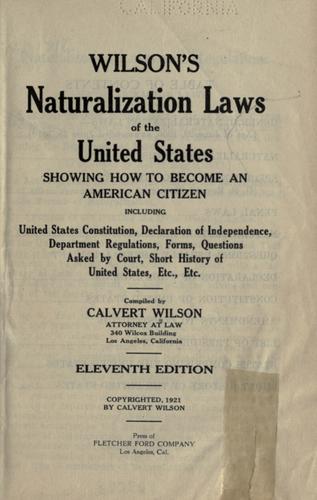 CALIFORNIA
WILSON'S
Naturalization Laws
of the
United States
SHOWING HOW TO BECOME AN
AMERICAN CITIZEN
INCLUDING
United States Constitution, Declaration of Independence,
Department Regulations, Forms, Questions
Asked by Court, Short History of
United States, Etc., Etc.
Compiled by
CALVERT WILSON
ATTORNEY AT LAW
340 Wilcox Building
Los Angeles, California
ELEVENTH EDITION
COPYRIGHTED, 1921
BY CALVERT WILSON
Press of
FLETCHER FORD COMPANY
Los Angeles, Cal.